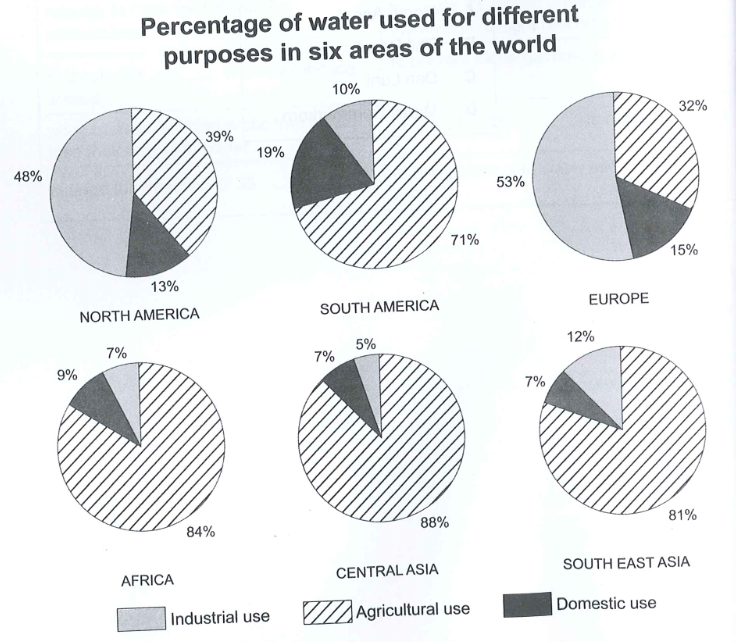 Percentage of water used for different
purposes in six areas of the world
10%
39%
32%
19%
48%
53%
71%
15%
13%
NORTH AMERICA
SOUTH AMERICA
EUROPE
7%
9%
5%
7%
12%
7%
84%
88%
81%
AFRICA
CENTRAL ASIA
SOUTH EAST ASIA
Industrial use
Agricultural use
Domestic use